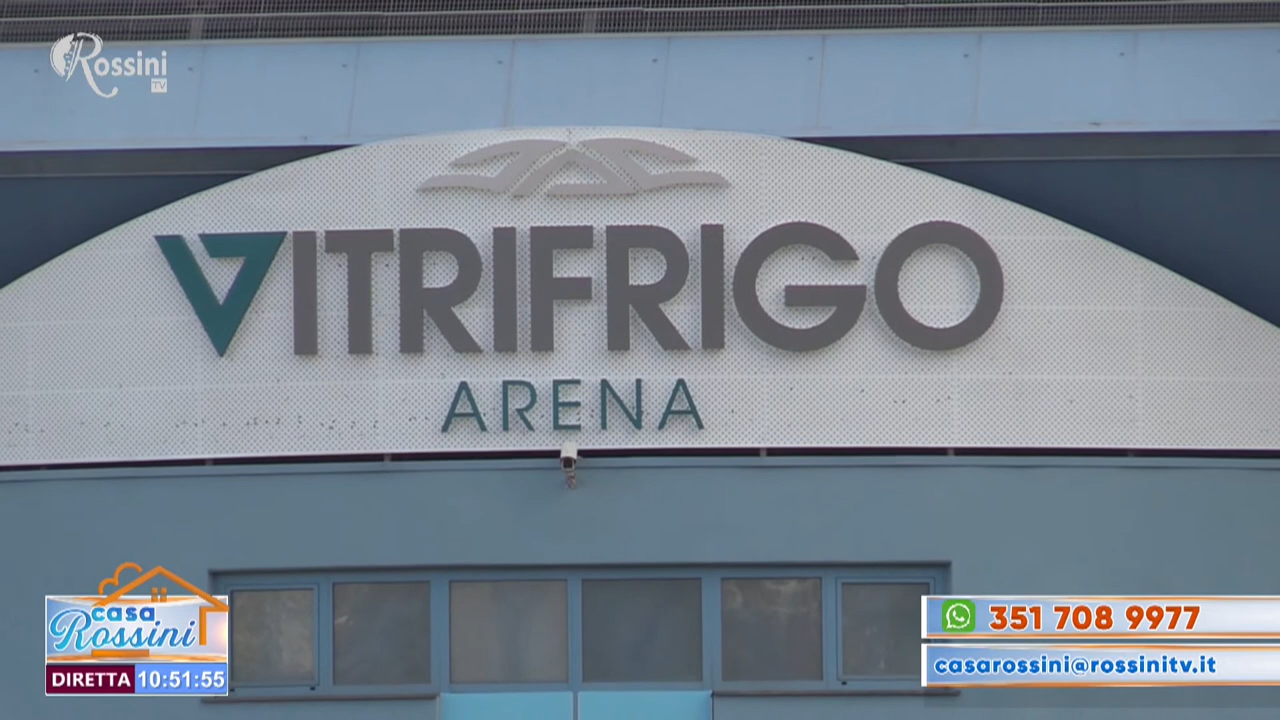 Rossini
TV
VITRIFRIGO
ARENA
casa
Rossini
DIRETTA 10:51:55
351 708 9977
casarossini@rossinitv.it